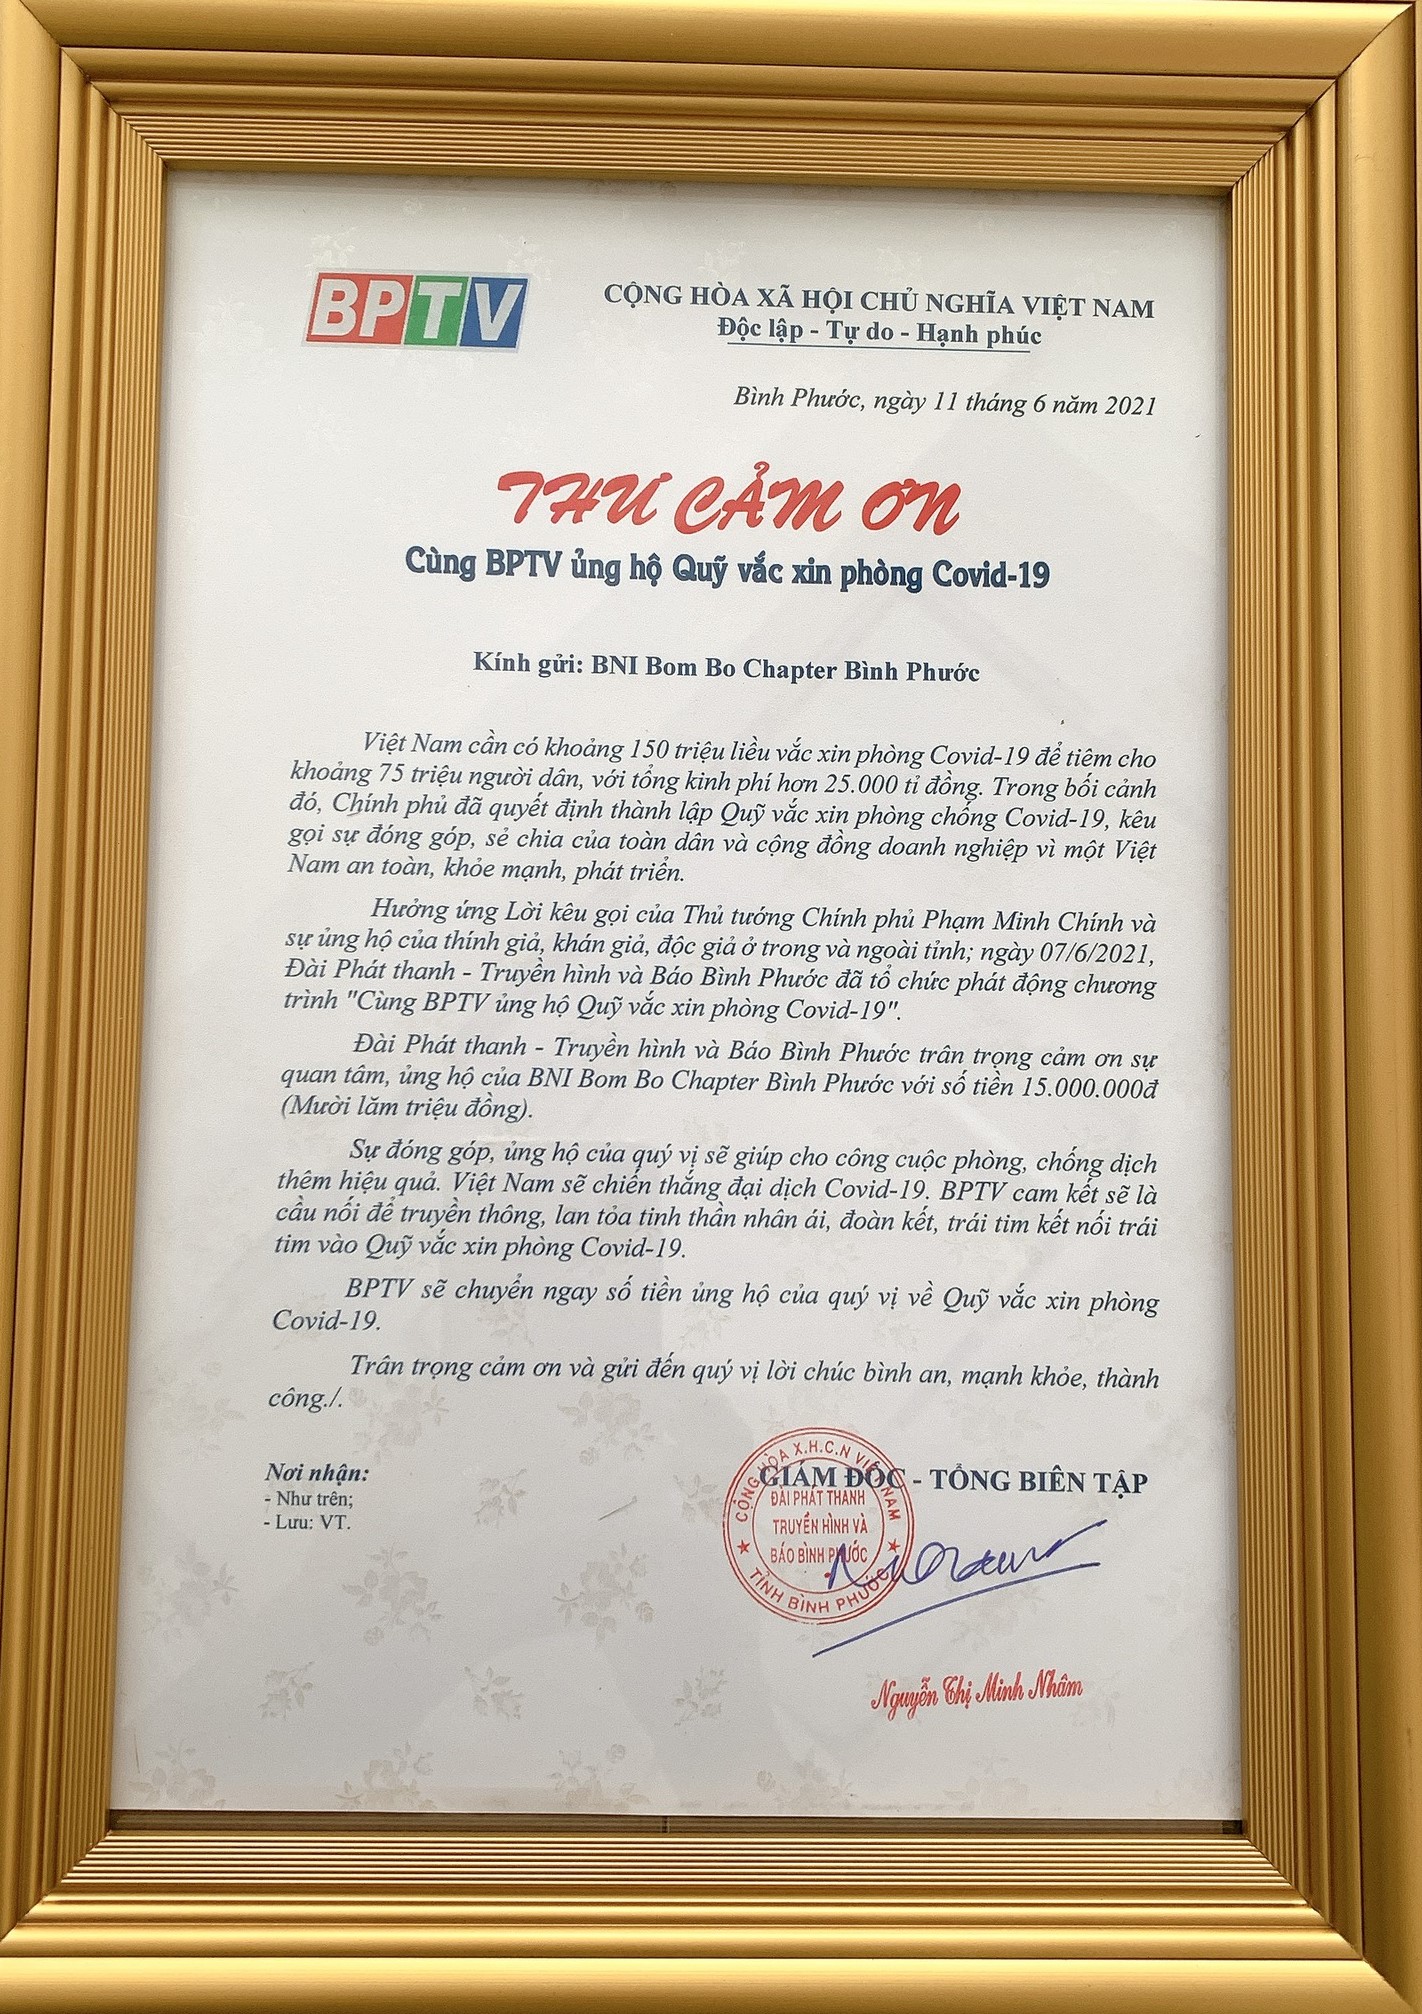 BPTV
CỘNG HÒA XÃ HỘI CHỦ NGHĨA VIỆT NAM
Độc lập - Tự do - Hạnh phúc
Bình Phước, ngày 11 tháng 6 năm 2021
THƯ CẢM ƠN
Cùng BPTV ủng hộ Quỹ vắc xin phòng Covid-19
Kính gửi: BNI Bom Bo Chapter Bình Phước
Việt Nam cần có khoảng 150 triệu liều vắc xin phòng Covid-19 để tiêm cho
khoảng 75 triệu người dân, với tổng kinh phí hơn 25.000 tỉ đồng. Trong bối cảnh
đó, Chính phủ đã quyết định thành lập Quỹ vắc xin phòng chống Covid-19, kêu
gọi sự đóng góp, sẻ chia của toàn dân và cộng đồng doanh nghiệp vì một Việt
Nam an toàn, khỏe mạnh, phát triển.
Hưởng ứng Lời kêu gọi của Thủ tướng Chính phủ Phạm Minh Chính và
sự ủng hộ của thính giả, khán giả, độc giả ở trong và ngoài tỉnh; ngày 07/6/2021,
Đài Phát thanh - Truyền hình và Báo Bình Phước đã tổ chức phát động chương
trình "Cùng BPTV ủng hộ Quỹ vắc xin phòng Covid-19".
Đài Phát thanh - Truyền hình và Báo Bình Phước trân trọng cảm ơn sự
quan tâm, ủng hộ của BNI Bom Bo Chapter Bình Phước với số tiền 15.000.000đ
(Mười lăm triệu đồng).
Sự đóng góp, ủng hộ của quý vị sẽ giúp cho công cuộc phòng, chống dịch
thêm hiệu quả. Việt Nam sẽ chiến thắng đại dịch Covid-19. BPTV cam kết sẽ là
cầu nối để truyền thông, lan tỏa tinh thần nhân ái, đoàn kết, trái tim kết nối trái
tim vào Quỹ vắc xin phòng Covid-19.
BPTV sẽ chuyển ngay số tiền ủng hộ của quý vị về Quỹ vắc xin phòng
Covid-19.
Trân trọng cảm ơn và gửi đến quý vị lời chúc bình an, mạnh khỏe, thành
công./.
Nơi nhận:
- Như trên;
- Lưu: VT.
GIÁM ĐỐC - TỔNG BIÊN TẬP
CỘNG HÒA X.H.C.N VIỆT NAM
ĐÀI PHÁT THANH
TRUYỀN HÌNH VÀ
BÁO BÌNH PHƯỚC
TỈNH BÌNH PHƯỚC
Nguyễn Thị Minh Nhâm